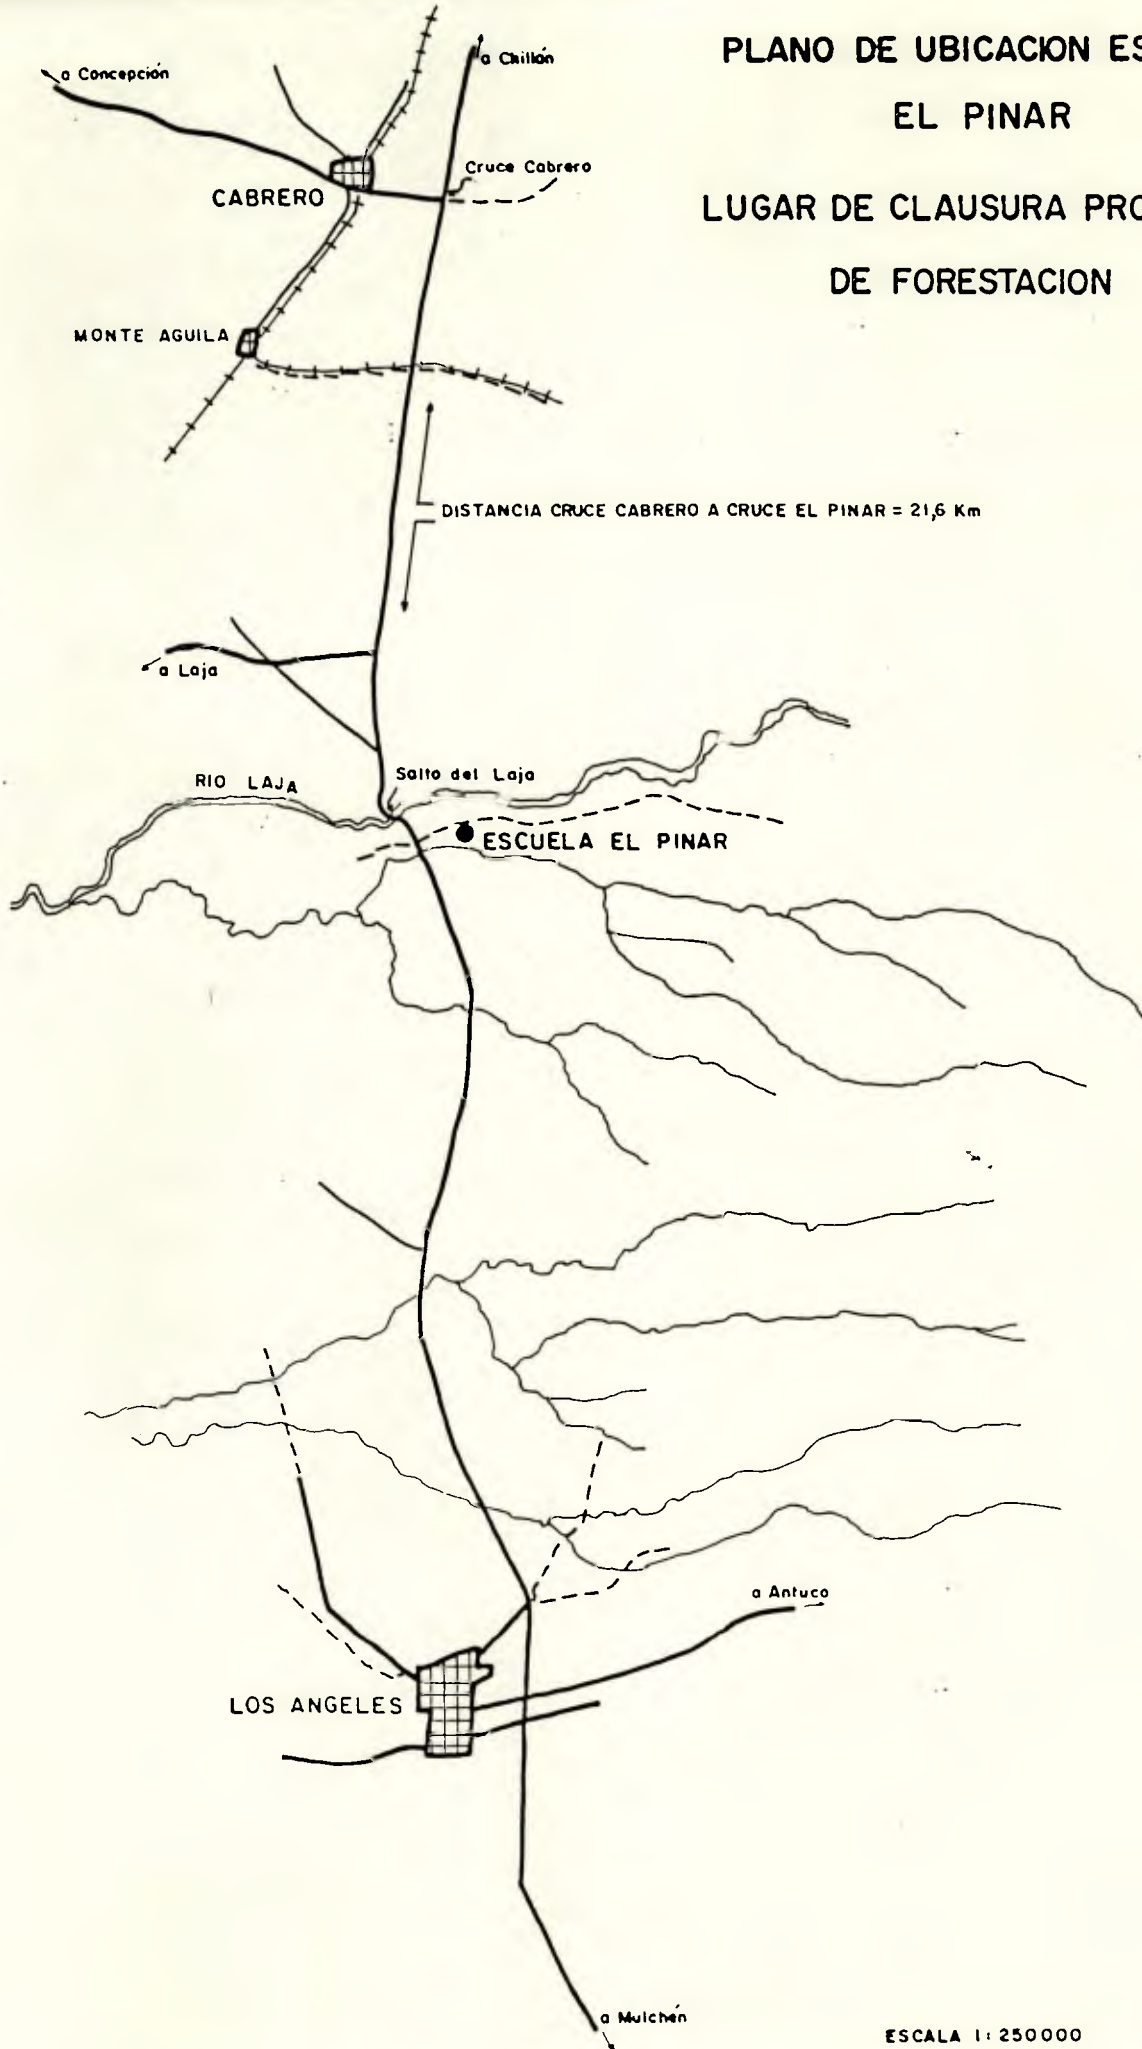 PLANO DE UBICACION
EL PINAR
LUGAR DE CLAUSURA
DE FORESTACION
a Concepción
a Chillán
Cruce Cabrero
CABRERO
MONTE AGUILA
DISTANCIA CRUCE CABRERO A CRUCE EL PINAR = 21,6 Km
a Laja
RIO LAJA
Salto del Laja
ESCUELA EL PINAR
a Antuco
LOS ANGELES
a Mulchén
ESCALA 1:250000